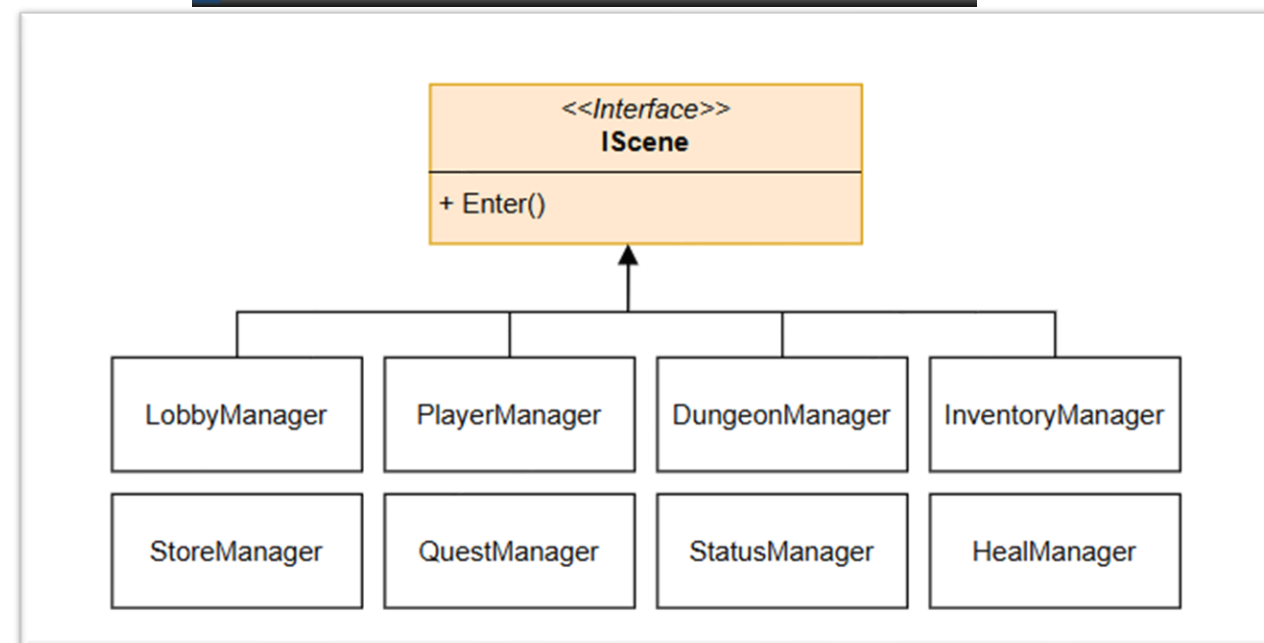 <<Interface>>
IScene
+ Enter()
LobbyManager
PlayerManager
DungeonManager
InventoryManager
StoreManager
QuestManager
StatusManager
HealManager